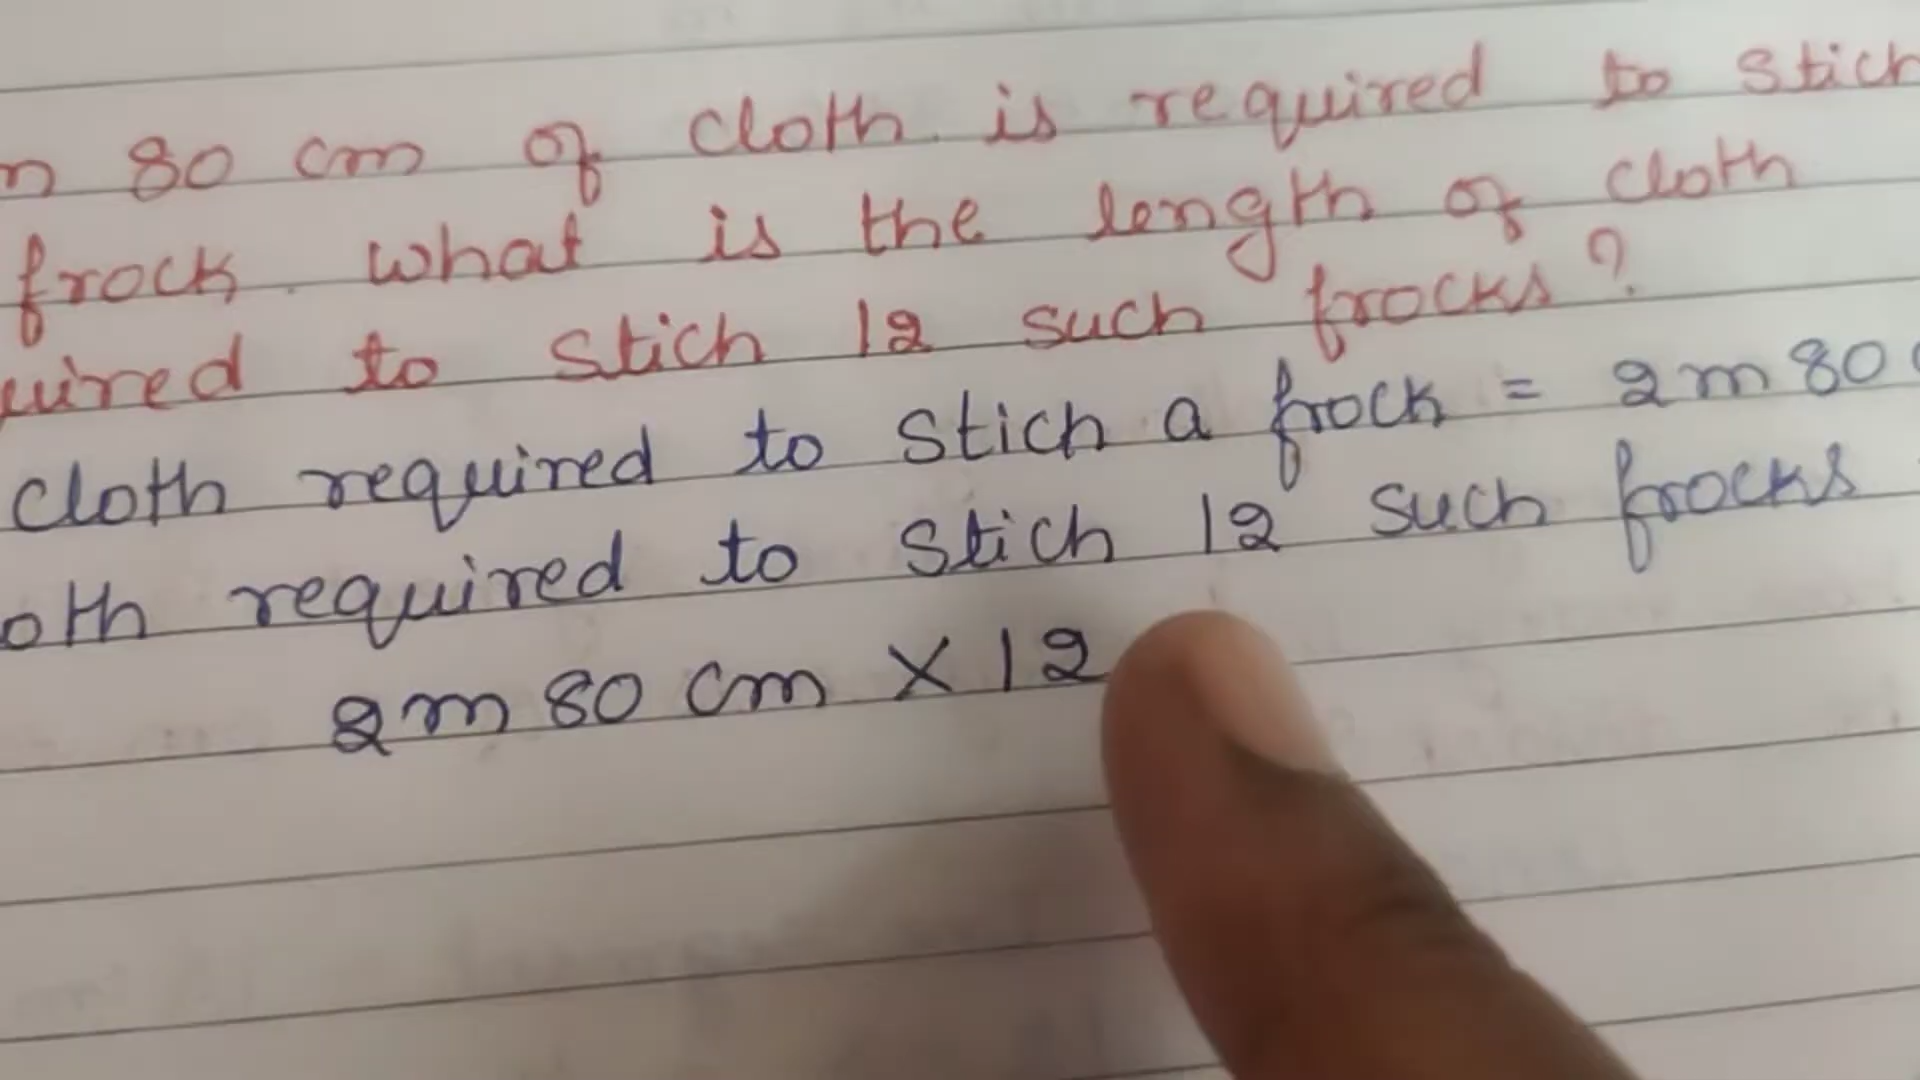 80 cm of cloth is required to stich
frock. what is the length of cloth
to stich 12 such frocks?
cloth required to stich a frock = 2m 80
required to stich 12 such frocks
2m 80 cm X 12